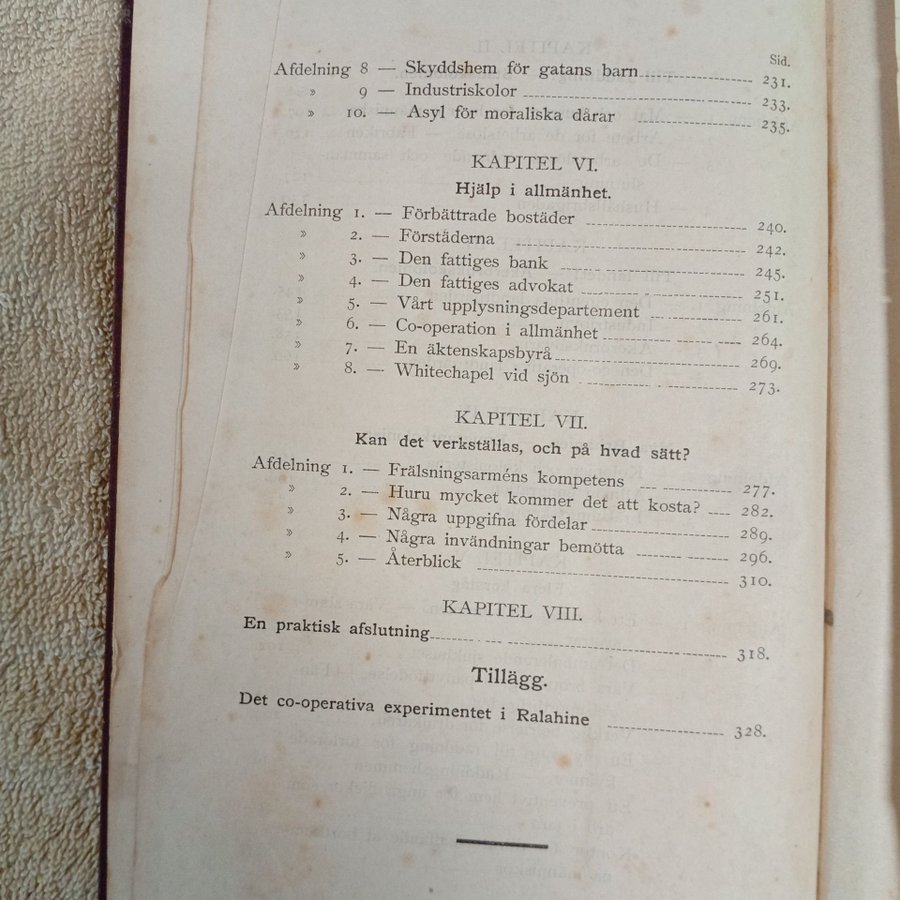 Sid.
Afdelning 8 — Skyddshem för gatans barn 231.
» 9 — Industriskolor 233.
» 10. — Asyl för moraliska dårar 235.
KAPITEL VI.
Hjälp i allmänhet.
Afdelning 1. — Förbättrade bostäder 240.
» 2. — Förstäderna 242.
» 3. — Den fattiges bank 245.
» 4. — Den fattiges advokat 251.
» 5. — Vårt upplysningsdepartement 261.
» 6. — Co-operation i allmänhet 264.
» 7. — En äktenskapsbyrå 269.
» 8. — Whitechapel vid sjön 273.
KAPITEL VII.
Kan det verkställas, och på hvad sätt?
Afdelning 1. — Frälsningsarméns kompetens 277.
» 2. — Huru mycket kommer det att kosta? 282.
» 3. — Några uppgifna fördelar 289.
» 4. — Några invändningar bemötta 296.
» 5. — Återblick 310.
KAPITEL VIII.
En praktisk afslutning 318.
Tillägg.
Det co-operativa experimentet i Ralahine 328.